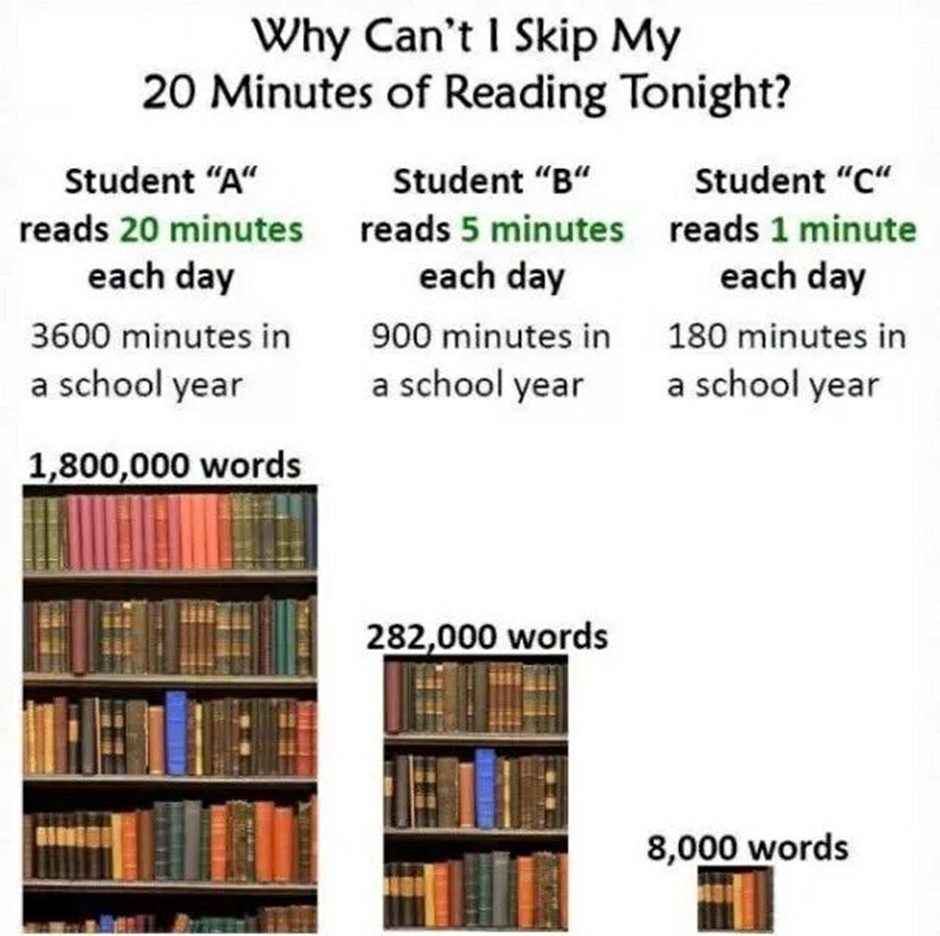 Why Can't I Skip My
20 Minutes of Reading Tonight?
Student “A“
reads 20 minutes
each day
3600 minutes in
a school year
1,800,000 words
Student “B“
reads 5 minutes
each day
900 minutes in
a school year
282,000 words
Student “C“
reads 1 minute
each day
180 minutes in
a school year
8,000 words